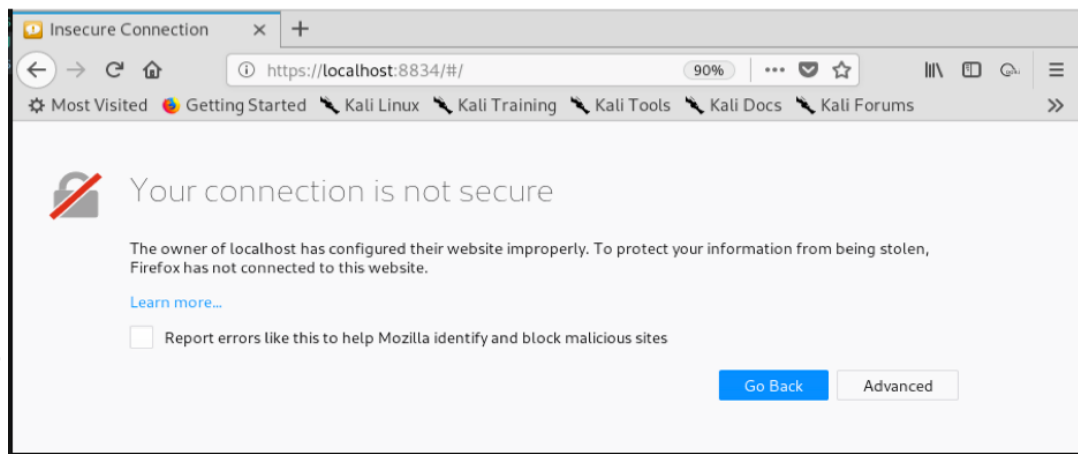 Insecure Connection
https://localhost:8834/#/ 90%
Most Visited Getting Started Kali Linux Kali Training Kali Tools Kali Docs Kali Forums
Your connection is not secure
The owner of localhost has configured their website improperly. To protect your information from being stolen,
Firefox has not connected to this website.
Learn more...
Report errors like this to help Mozilla identify and block malicious sites
Go Back Advanced